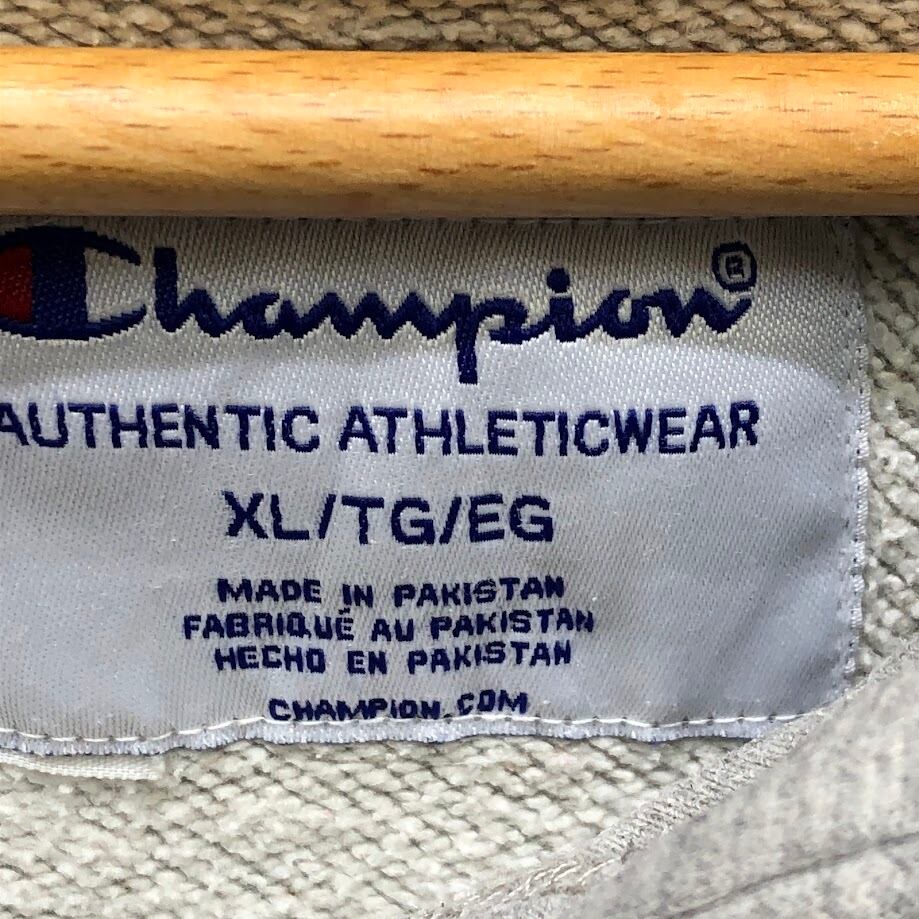 Champion®
AUTHENTIC ATHLETICWEAR
XL/TG/EG
MADE IN PAKISTAN
FABRIQUÉ AU PAKISTAN
HECHO EN PAKISTAN
CHAMPION.COM